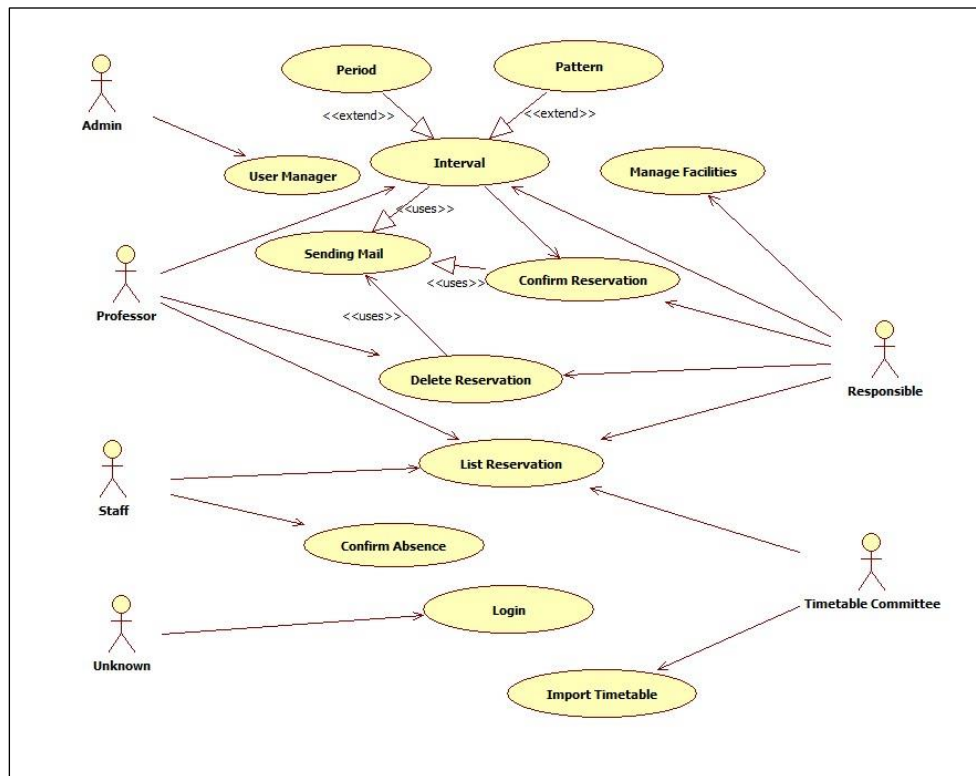 Period
Pattern
<<extend>>
<<extend>>
Admin
Interval
User Manager
Manage Facilities
<<uses>>
Sending Mail
<<uses>>
Confirm Reservation
Professor
<<uses>>
Delete Reservation
Responsible
List Reservation
Staff
Confirm Absence
Timetable Committee
Login
Unknown
Import Timetable